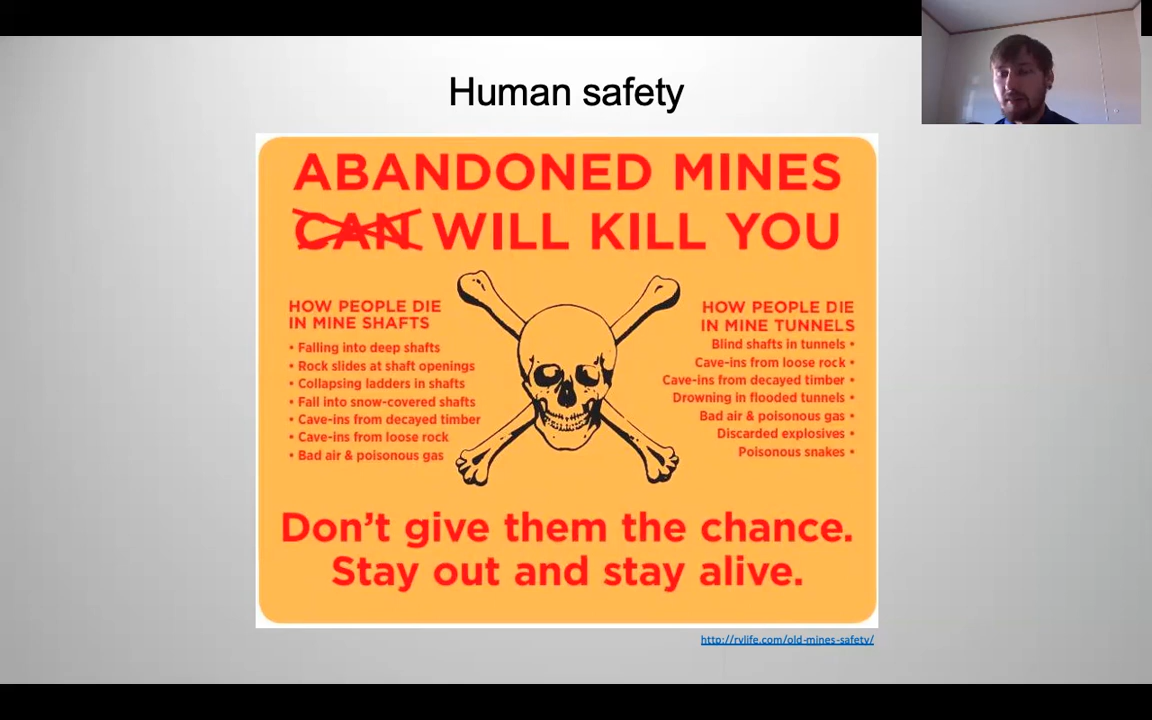 Human safety
ABANDONED MINES
CAN WILL KILL YOU
HOW PEOPLE DIE
IN MINE SHAFTS
• Falling into deep shafts
• Rock slides at shaft openings
• Collapsing ladders in shafts
• Fall into snow-covered shafts
• Cave-ins from decayed timber
• Cave-ins from loose rock
• Bad air & poisonous gas
HOW PEOPLE DIE
IN MINE TUNNELS
Blind shafts in tunnels •
Cave-ins from loose rock •
Cave-ins from decayed timber •
Drowning in flooded tunnels •
Bad air & poisonous gas •
Discarded explosives •
Poisonous snakes •
Don't give them the chance.
Stay out and stay alive.
http://rvlife.com/old-mines-safety/